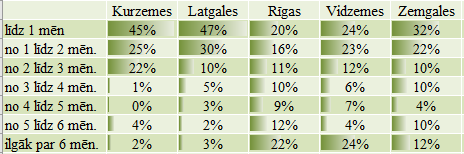 Kurzemes Latgales Rīgas Vidzemes Zemgales
līdz 1 mēn 45% 47% 20% 24% 32%
no 1 līdz 2 mēn. 25% 30% 16% 23% 22%
no 2 līdz 3 mēn. 22% 10% 11% 12% 10%
no 3 līdz 4 mēn. 1% 5% 10% 6% 10%
no 4 līdz 5 mēn. 0% 3% 9% 7% 4%
no 5 līdz 6 mēn. 4% 2% 12% 4% 10%
ilgāk par 6 mēn. 2% 3% 22% 24% 12%